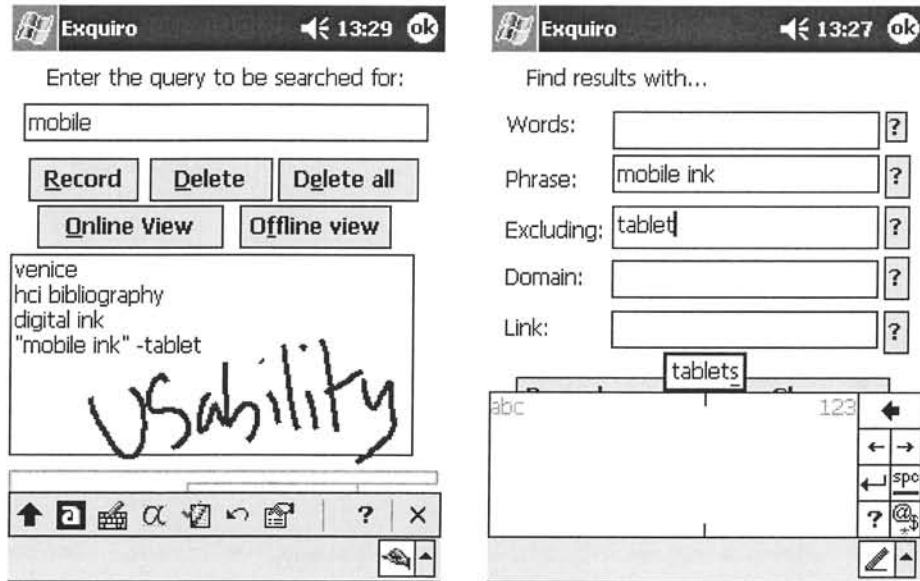 Exquiro 13:29 ok
Enter the query to be searched for:
mobile
Record Delete Delete all
Online View Offline view
venice
hci bibliography
digital ink
"mobile ink" -tablet
usability
? ×
Exquiro 13:27 ok
Find results with...
Words: ?
Phrase: mobile ink ?
Excluding: tablet ?
Domain: ?
Link: ?
tablets
abc 123
spc
? @$*